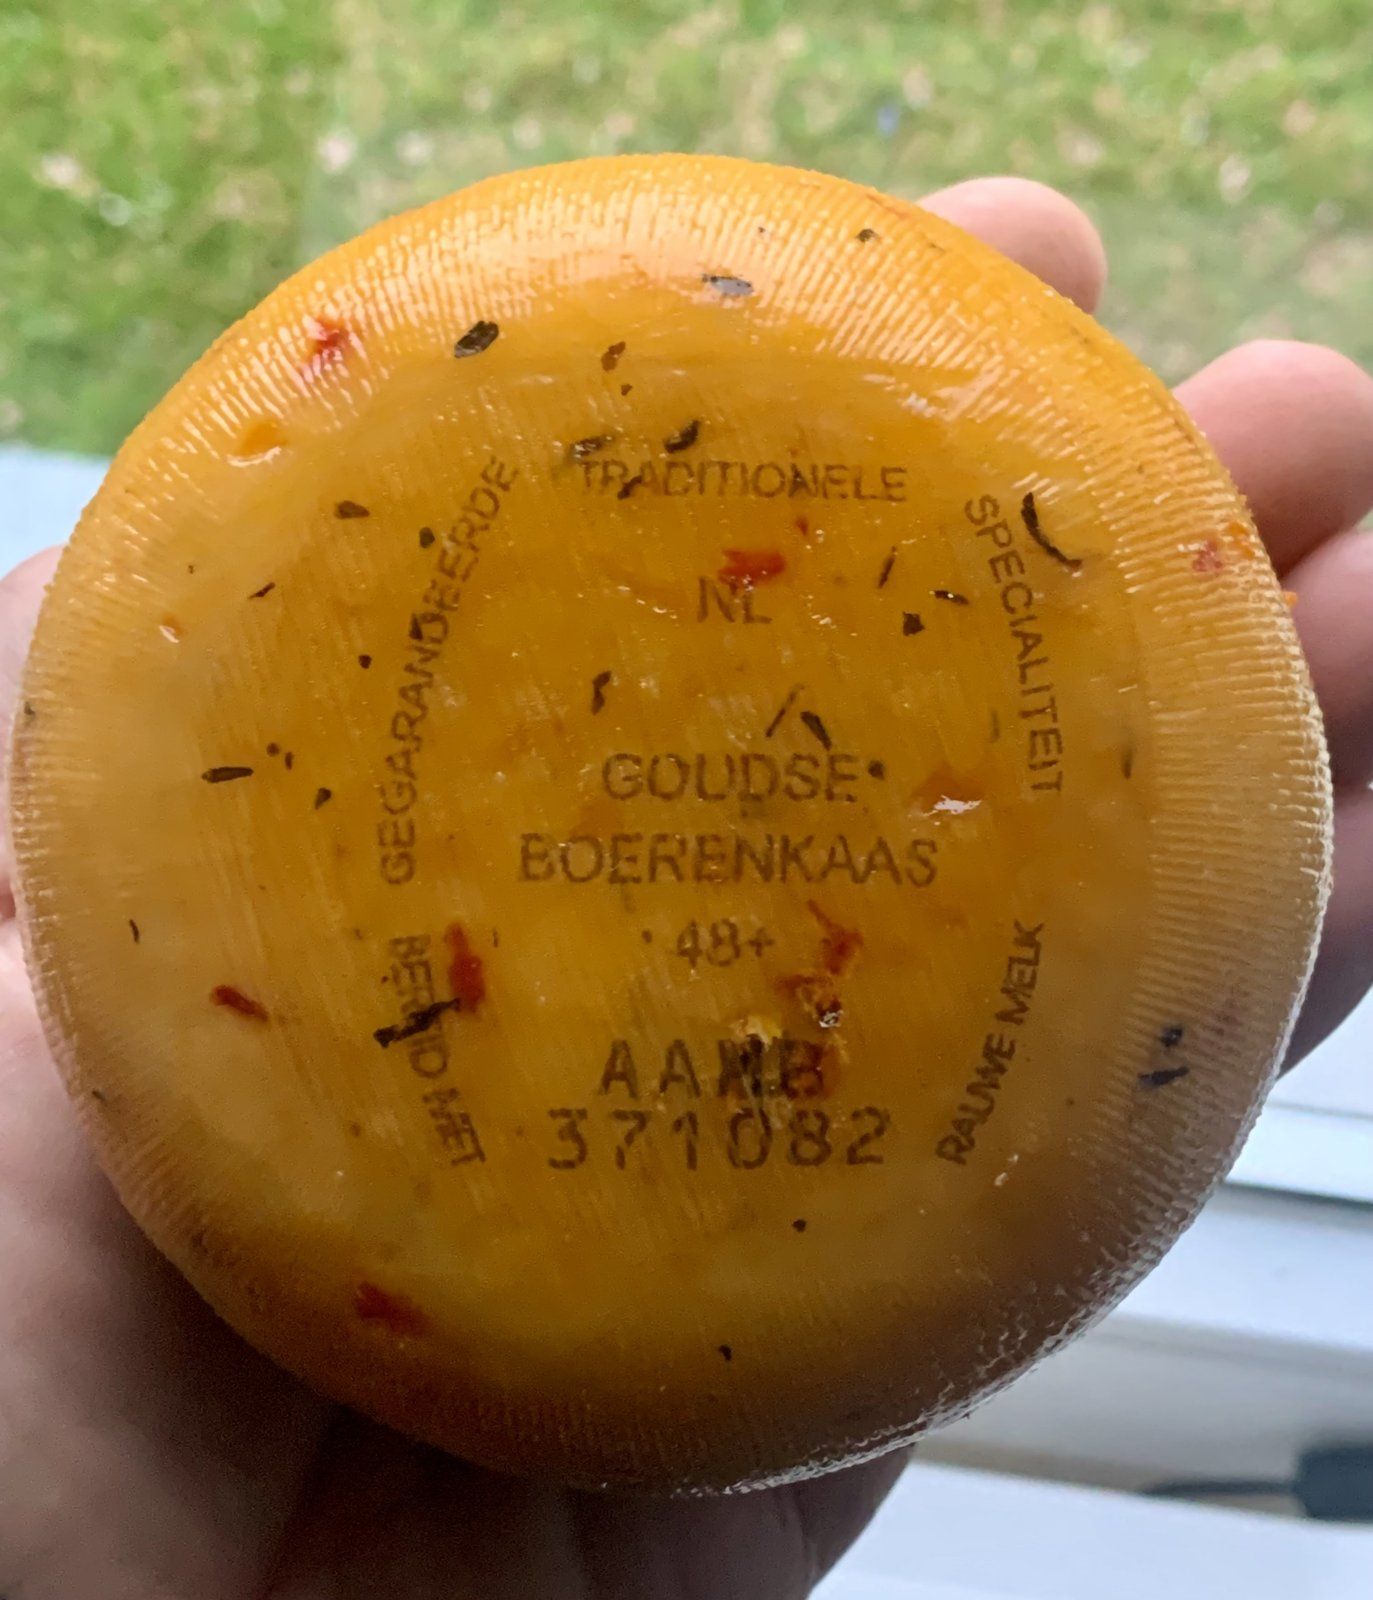 GEGARANDEERDE
TRADITIONELE
SPECIALITEIT
NL
GOUDSE
BOERENKAAS
48+
BEREID MET
RAUWE MELK
371082